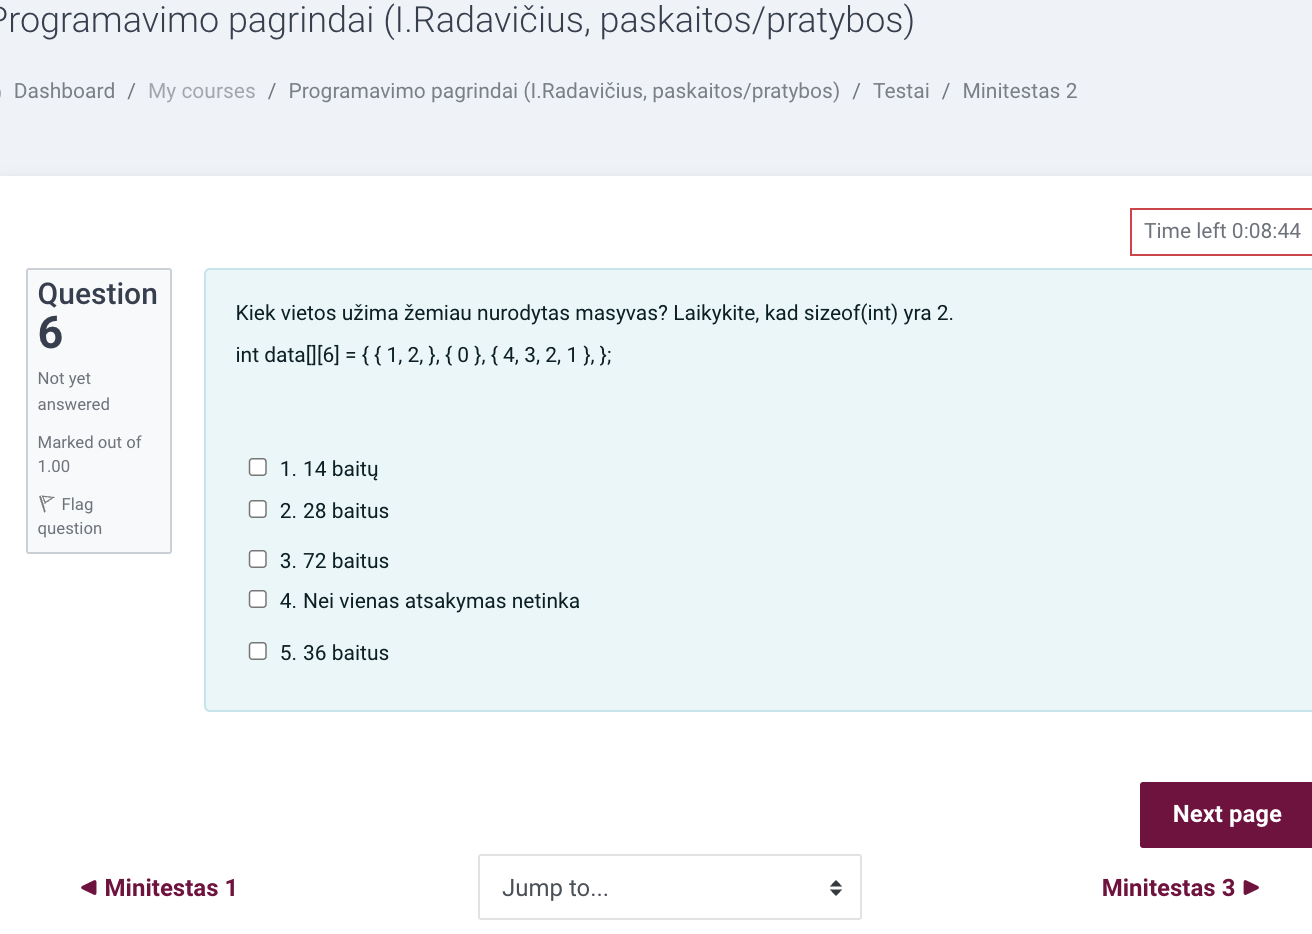 Programavimo pagrindai (I.Radavičius, paskaitos/pratybos)
Dashboard / My courses / Programavimo pagrindai (I.Radavičius, paskaitos/pratybos) / Testai / Minitestas 2
Time left 0:08:44
Question
6
Not yet
answered
Marked out of
1.00
Flag
question
Kiek vietos užima žemiau nurodytas masyvas? Laikykite, kad sizeof(int) yra 2.
int data[][6] = { { 1, 2, }, { 0 }, { 4, 3, 2, 1 }, };
1. 14 baitų
2. 28 baitus
3. 72 baitus
4. Nei vienas atsakymas netinka
5. 36 baitus
Next page
◄ Minitestas 1
Jump to...
Minitestas 3 ►